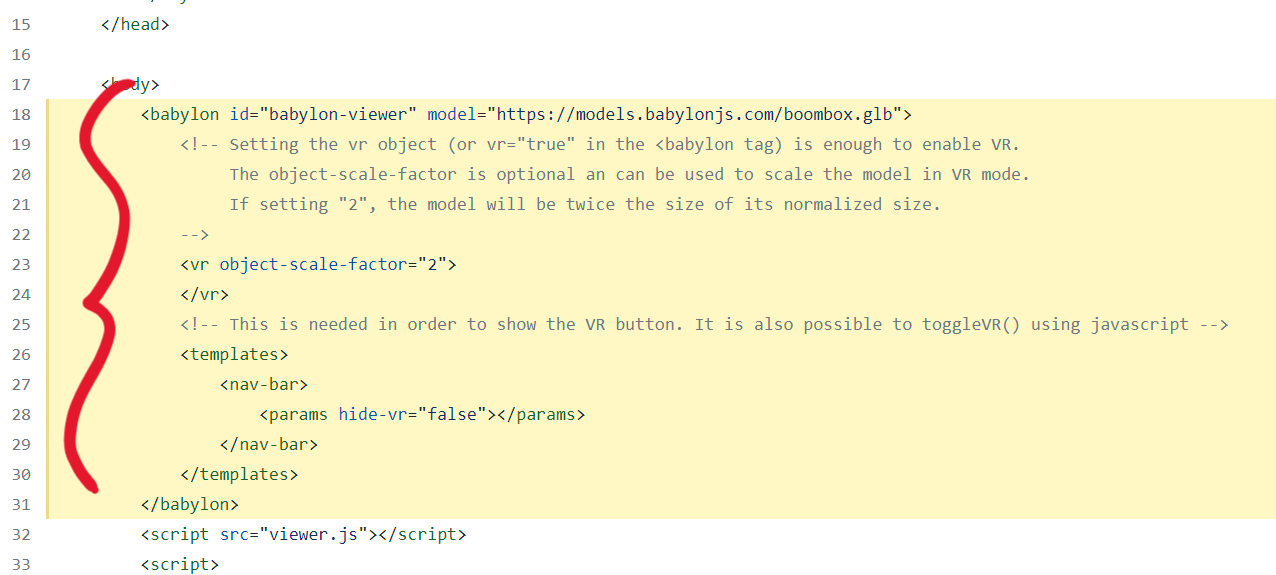 15 </head>
16
17 <body>
18 <babylon id="babylon-viewer" model="https://models.babylonjs.com/boombox.glb">
19 <!-- Setting the vr object (or vr="true" in the <babylon tag) is enough to enable VR.
20 The object-scale-factor is optional an can be used to scale the model in VR mode.
21 If setting "2", the model will be twice the size of its normalized size.
22 -->
23 <vr object-scale-factor="2">
24 </vr>
25 <!-- This is needed in order to show the VR button. It is also possible to toggleVR() using javascript -->
26 <templates>
27 <nav-bar>
28 <params hide-vr="false"></params>
29 </nav-bar>
30 </templates>
31 </babylon>
32 <script src="viewer.js"></script>
33 <script>